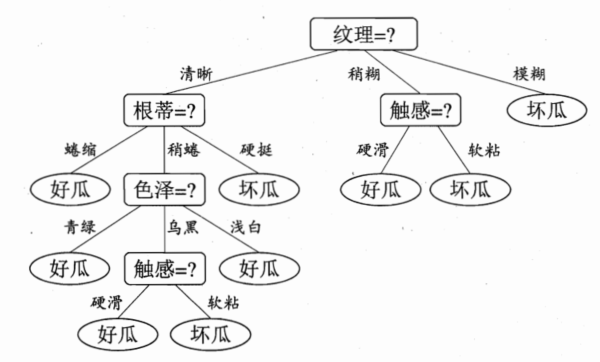 纹理=?
清晰 稍糊 模糊
根蒂=? 触感=? 坏瓜
蜷缩 稍蜷 硬挺 硬滑 软粘
好瓜 色泽=? 坏瓜 好瓜 坏瓜
青绿 乌黑 浅白
好瓜 触感=? 好瓜
硬滑 软粘
好瓜 坏瓜